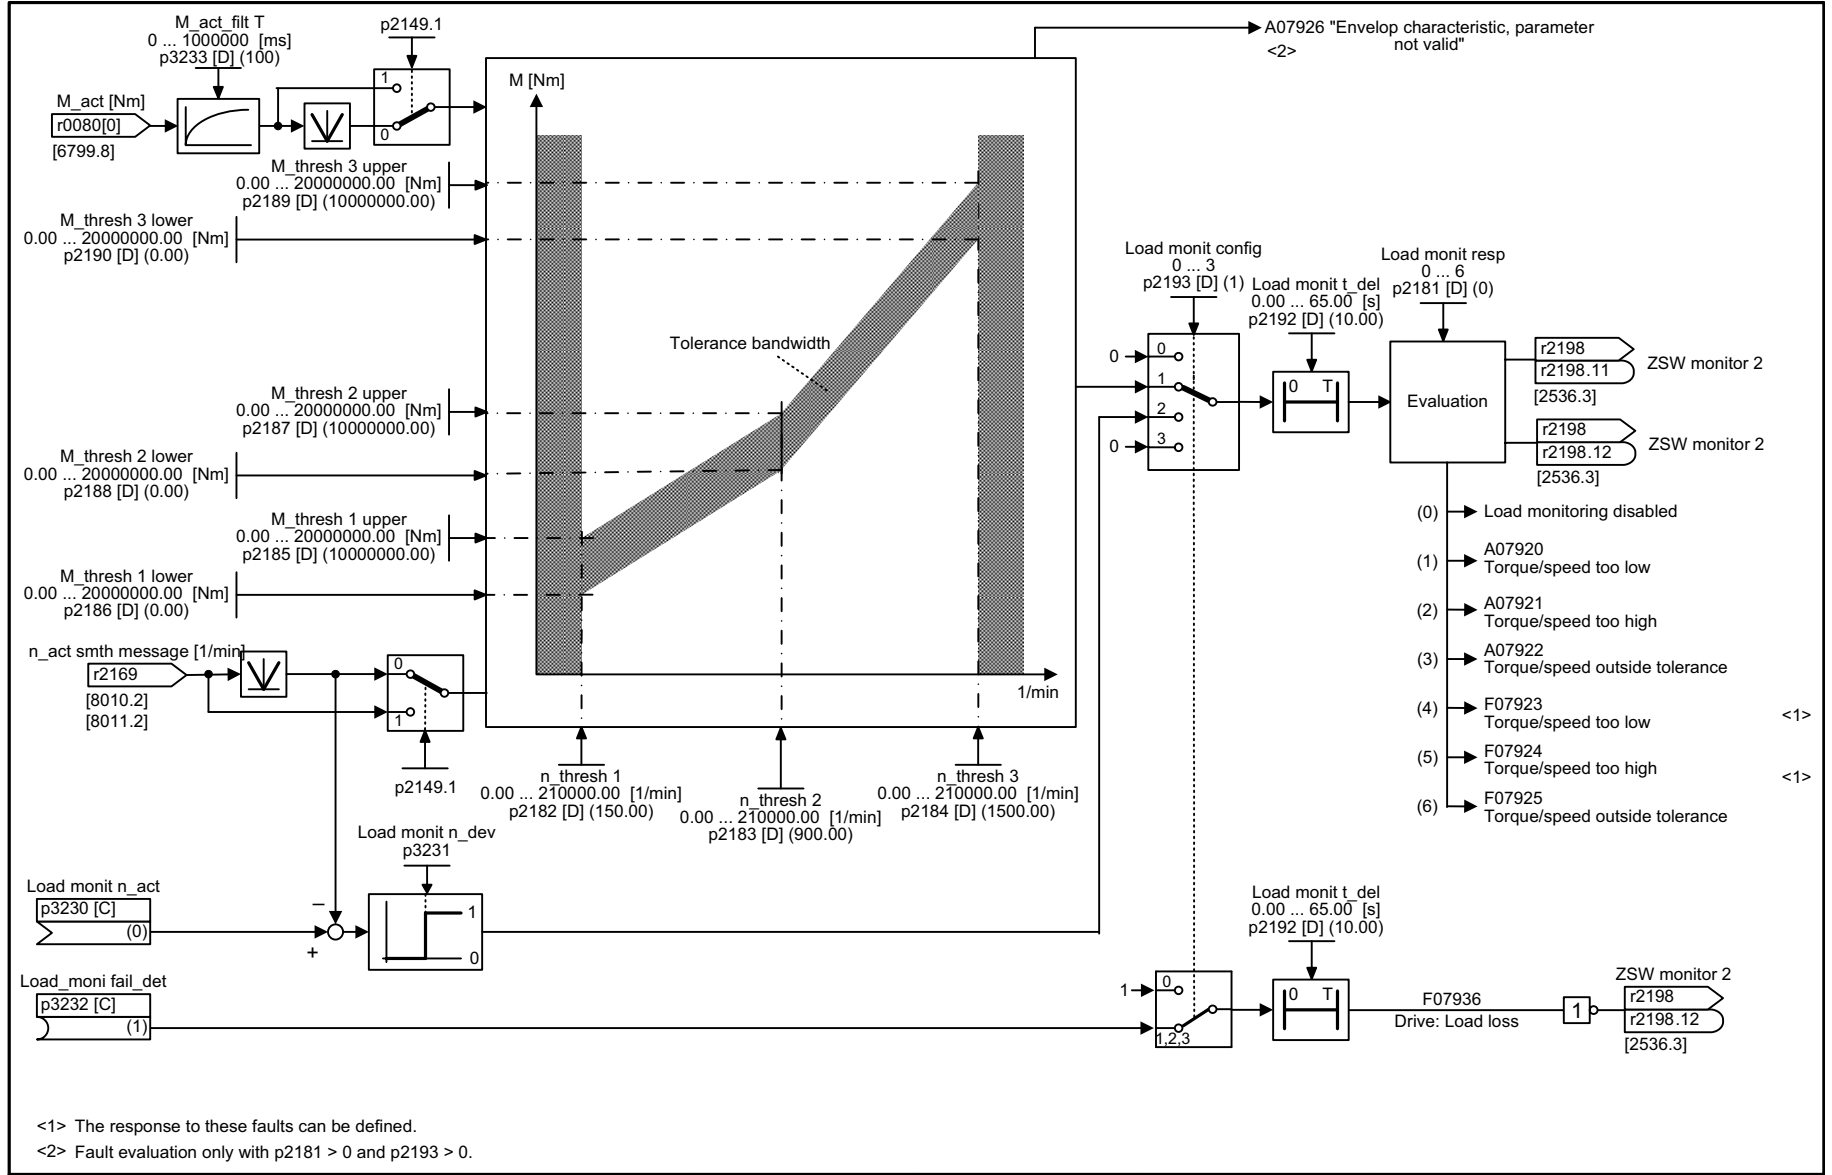 M_act_filt T
0 ... 1000000 [ms]
p3233 [D] (100)
p2149.1
A07926 "Envelop characteristic, parameter
not valid"
<2>
M_act [Nm]
r0080[0]
[6799.8]
1
0
M [Nm]
M_thresh 3 upper
0.00 ... 20000000.00 [Nm]
p2189 [D] (10000000.00)
M_thresh 3 lower
0.00 ... 20000000.00 [Nm]
p2190 [D] (0.00)
Tolerance bandwidth
M_thresh 2 upper
0.00 ... 20000000.00 [Nm]
p2187 [D] (10000000.00)
M_thresh 2 lower
0.00 ... 20000000.00 [Nm]
p2188 [D] (0.00)
M_thresh 1 upper
0.00 ... 20000000.00 [Nm]
p2185 [D] (10000000.00)
M_thresh 1 lower
0.00 ... 20000000.00 [Nm]
p2186 [D] (0.00)
n_act smth message [1/min]
r2169
[8010.2]
[8011.2]
0
1
p2149.1
1/min
n_thresh 1
0.00 ... 210000.00 [1/min]
p2182 [D] (150.00)
n_thresh 2
0.00 ... 210000.00 [1/min]
p2183 [D] (900.00)
n_thresh 3
0.00 ... 210000.00 [1/min]
p2184 [D] (1500.00)
Load monit config
0 ... 3
p2193 [D] (1)
Load monit t_del
0.00 ... 65.00 [s]
p2192 [D] (10.00)
Load monit resp
0 ... 6
p2181 [D] (0)
0
0
1
2
0
3
0 T
Evaluation
r2198
r2198.11
ZSW monitor 2
[2536.3]
r2198
r2198.12
ZSW monitor 2
[2536.3]
(0) Load monitoring disabled
(1) A07920
Torque/speed too low
(2) A07921
Torque/speed too high
(3) A07922
Torque/speed outside tolerance
(4) F07923
Torque/speed too low
<1>
(5) F07924
Torque/speed too high
<1>
(6) F07925
Torque/speed outside tolerance
Load monit n_dev
p3231
Load monit n_act
p3230 [C]
(0)
–
+
1
0
Load_moni fail_det
p3232 [C]
(1)
1
0
1,2,3
Load monit t_del
0.00 ... 65.00 [s]
p2192 [D] (10.00)
0 T
F07936
Drive: Load loss
1
ZSW monitor 2
r2198
r2198.12
[2536.3]
<1> The response to these faults can be defined.
<2> Fault evaluation only with p2181 > 0 and p2193 > 0.